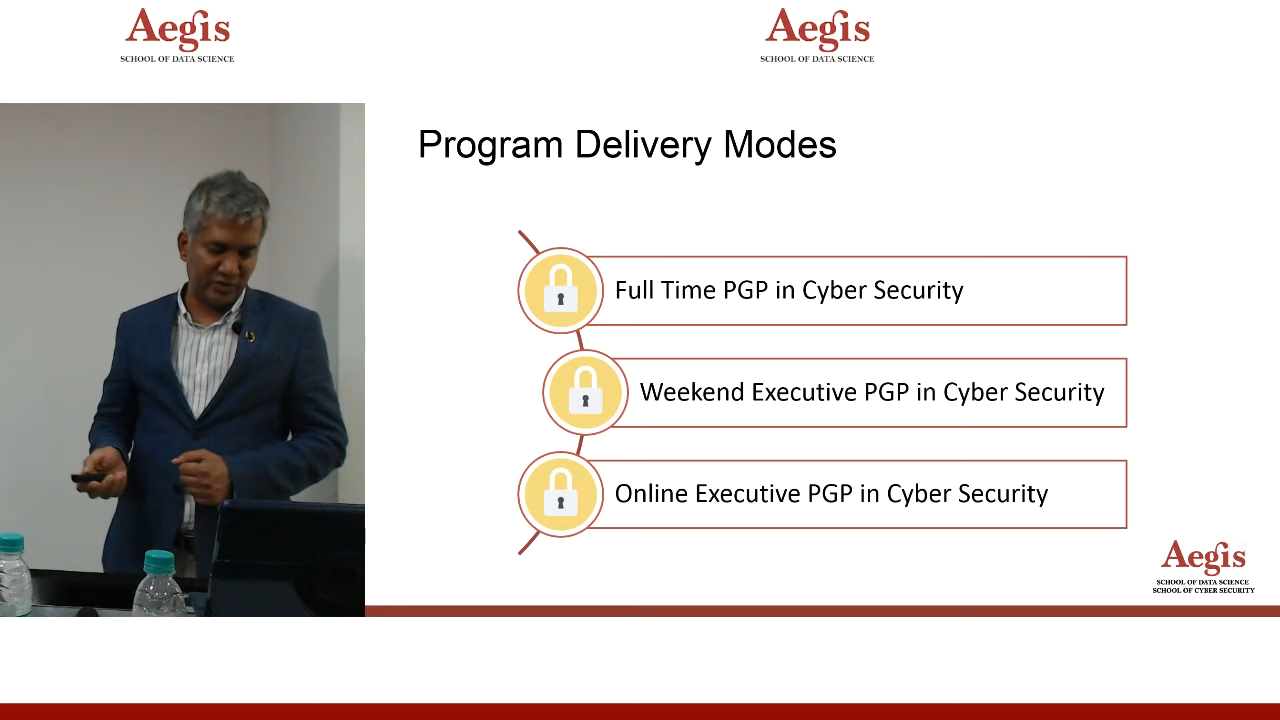 Aegis
SCHOOL OF DATA SCIENCE
Aegis
SCHOOL OF DATA SCIENCE
Program Delivery Modes
Full Time PGP in Cyber Security
Weekend Executive PGP in Cyber Security
Online Executive PGP in Cyber Security
Aegis
SCHOOL OF DATA SCIENCE
SCHOOL OF CYBER SECURITY